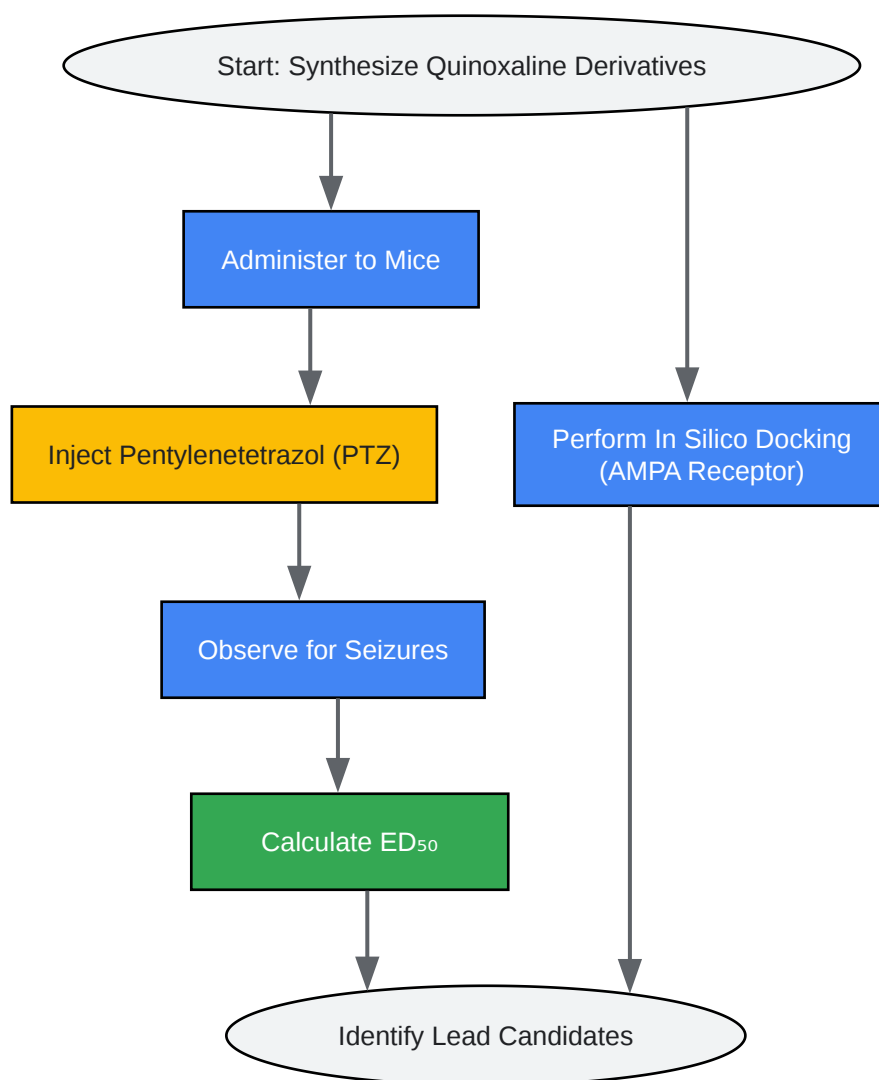 Start: Synthesize Quinoxaline Derivatives
Administer to Mice
Inject Pentylenetetrazol (PTZ)
Perform In Silico Docking
(AMPA Receptor)
Observe for Seizures
Calculate ED₅₀
Identify Lead Candidates